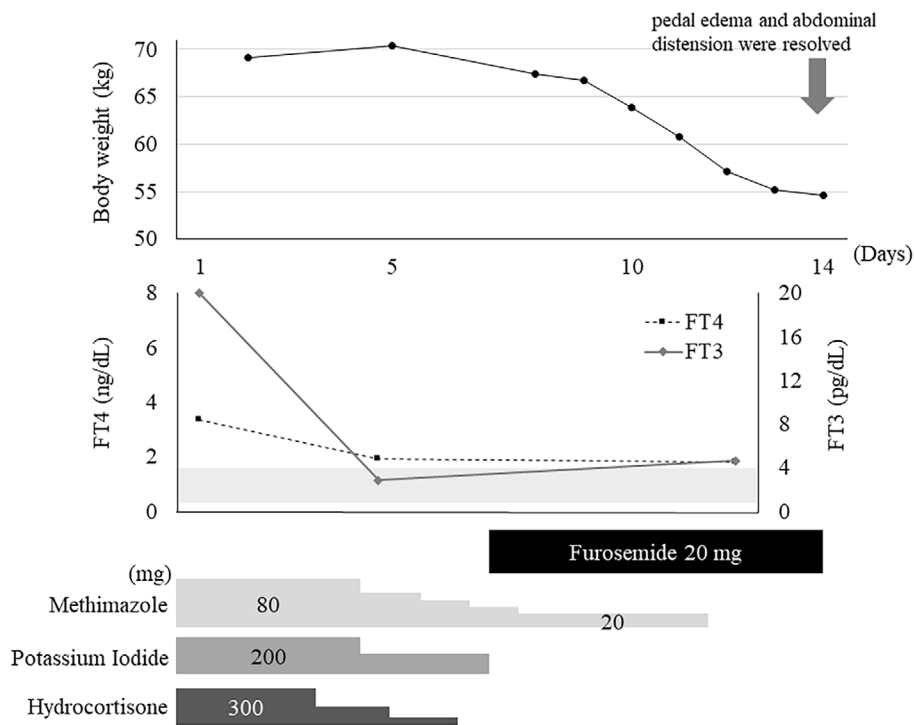 pedal edema and abdominal
distension were resolved
Body weight (kg)
70
65
60
55
50
1
5
10
14
(Days)
FT4 (ng/dL)
8
6
4
2
0
FT4
FT3
20
16
12
8
4
0
FT3 (pg/dL)
Furosemide 20 mg
(mg)
Methimazole
80
20
Potassium Iodide
200
Hydrocortisone
300